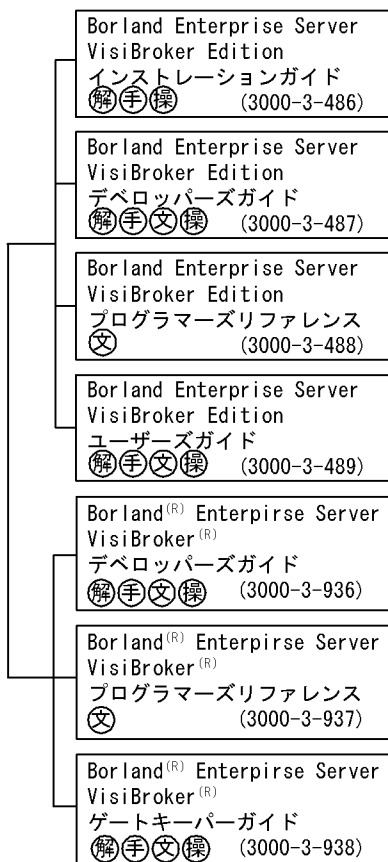 Borland Enterprise Server
VisiBroker Edition
インストレーションガイド
解手操 (3000-3-486)
Borland Enterprise Server
VisiBroker Edition
デベロッパーズガイド
解手文操 (3000-3-487)
Borland Enterprise Server
VisiBroker Edition
プログラマーズリファレンス
文 (3000-3-488)
Borland Enterprise Server
VisiBroker Edition
ユーザーズガイド
解手文操 (3000-3-489)
Borland(R) Enterpirse Server
VisiBroker(R)
デベロッパーズガイド
解手文操 (3000-3-936)
Borland(R) Enterpirse Server
VisiBroker(R)
プログラマーズリファレンス
文 (3000-3-937)
Borland(R) Enterpirse Server
VisiBroker(R)
ゲートキーパーガイド
解手文操 (3000-3-938)